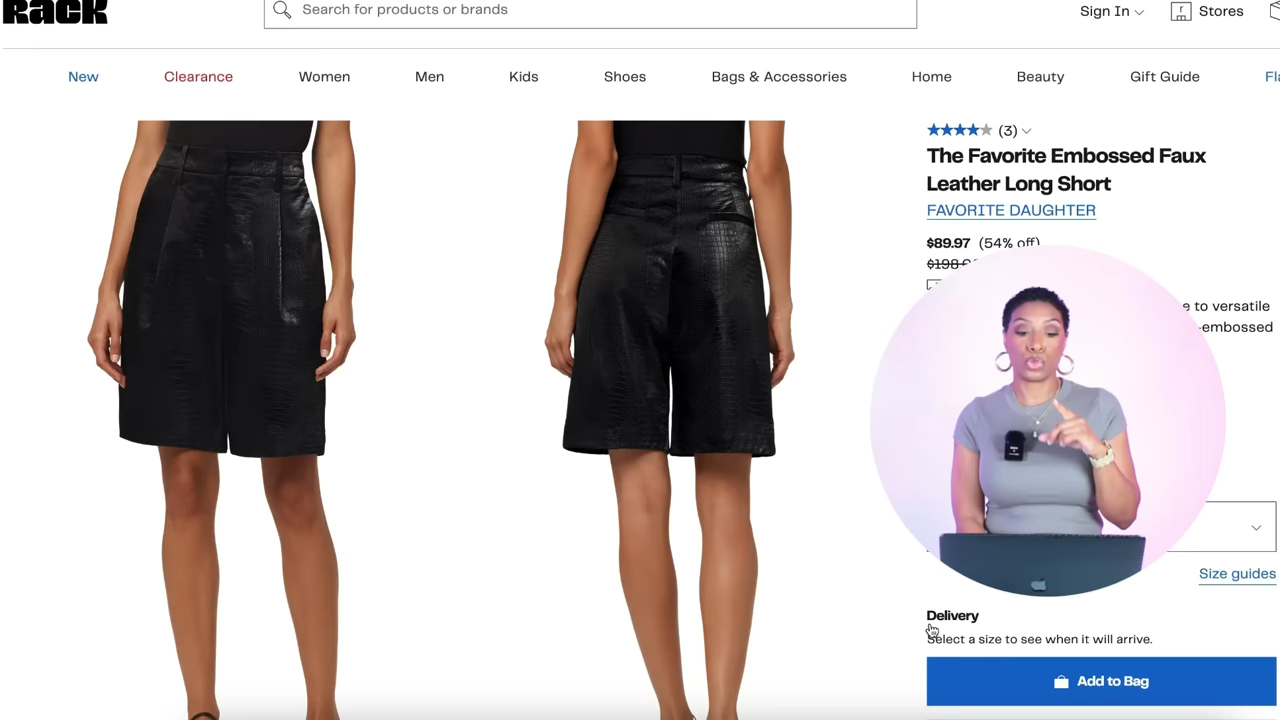 Rack
Search for products or brands
Sign In
Stores
New
Clearance
Women
Men
Kids
Shoes
Bags & Accessories
Home
Beauty
Gift Guide
(3)
The Favorite Embossed Faux
Leather Long Short
FAVORITE DAUGHTER
$89.97 (54% off)
e to versatile
-embossed
Size guides
Delivery
Select a size to see when it will arrive.
Add to Bag